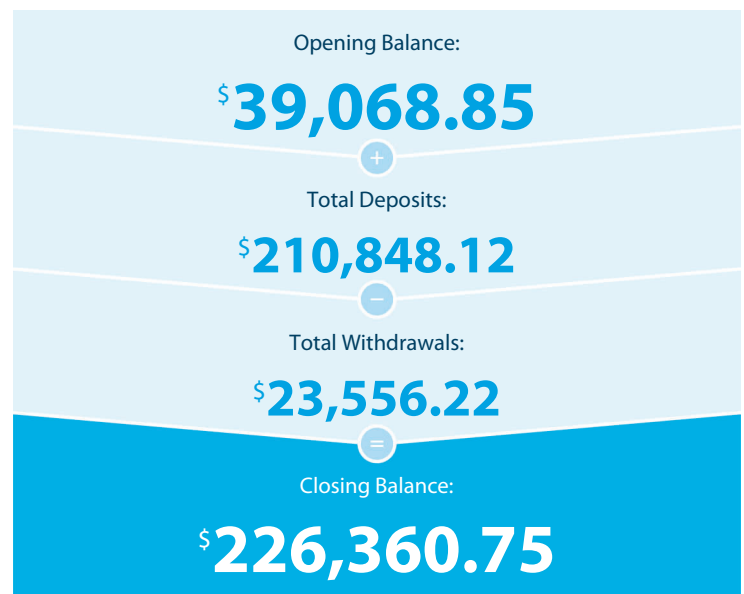 Opening Balance:
$39,068.85
+
Total Deposits:
$210,848.12
−
Total Withdrawals:
$23,556.22
=
Closing Balance:
$226,360.75